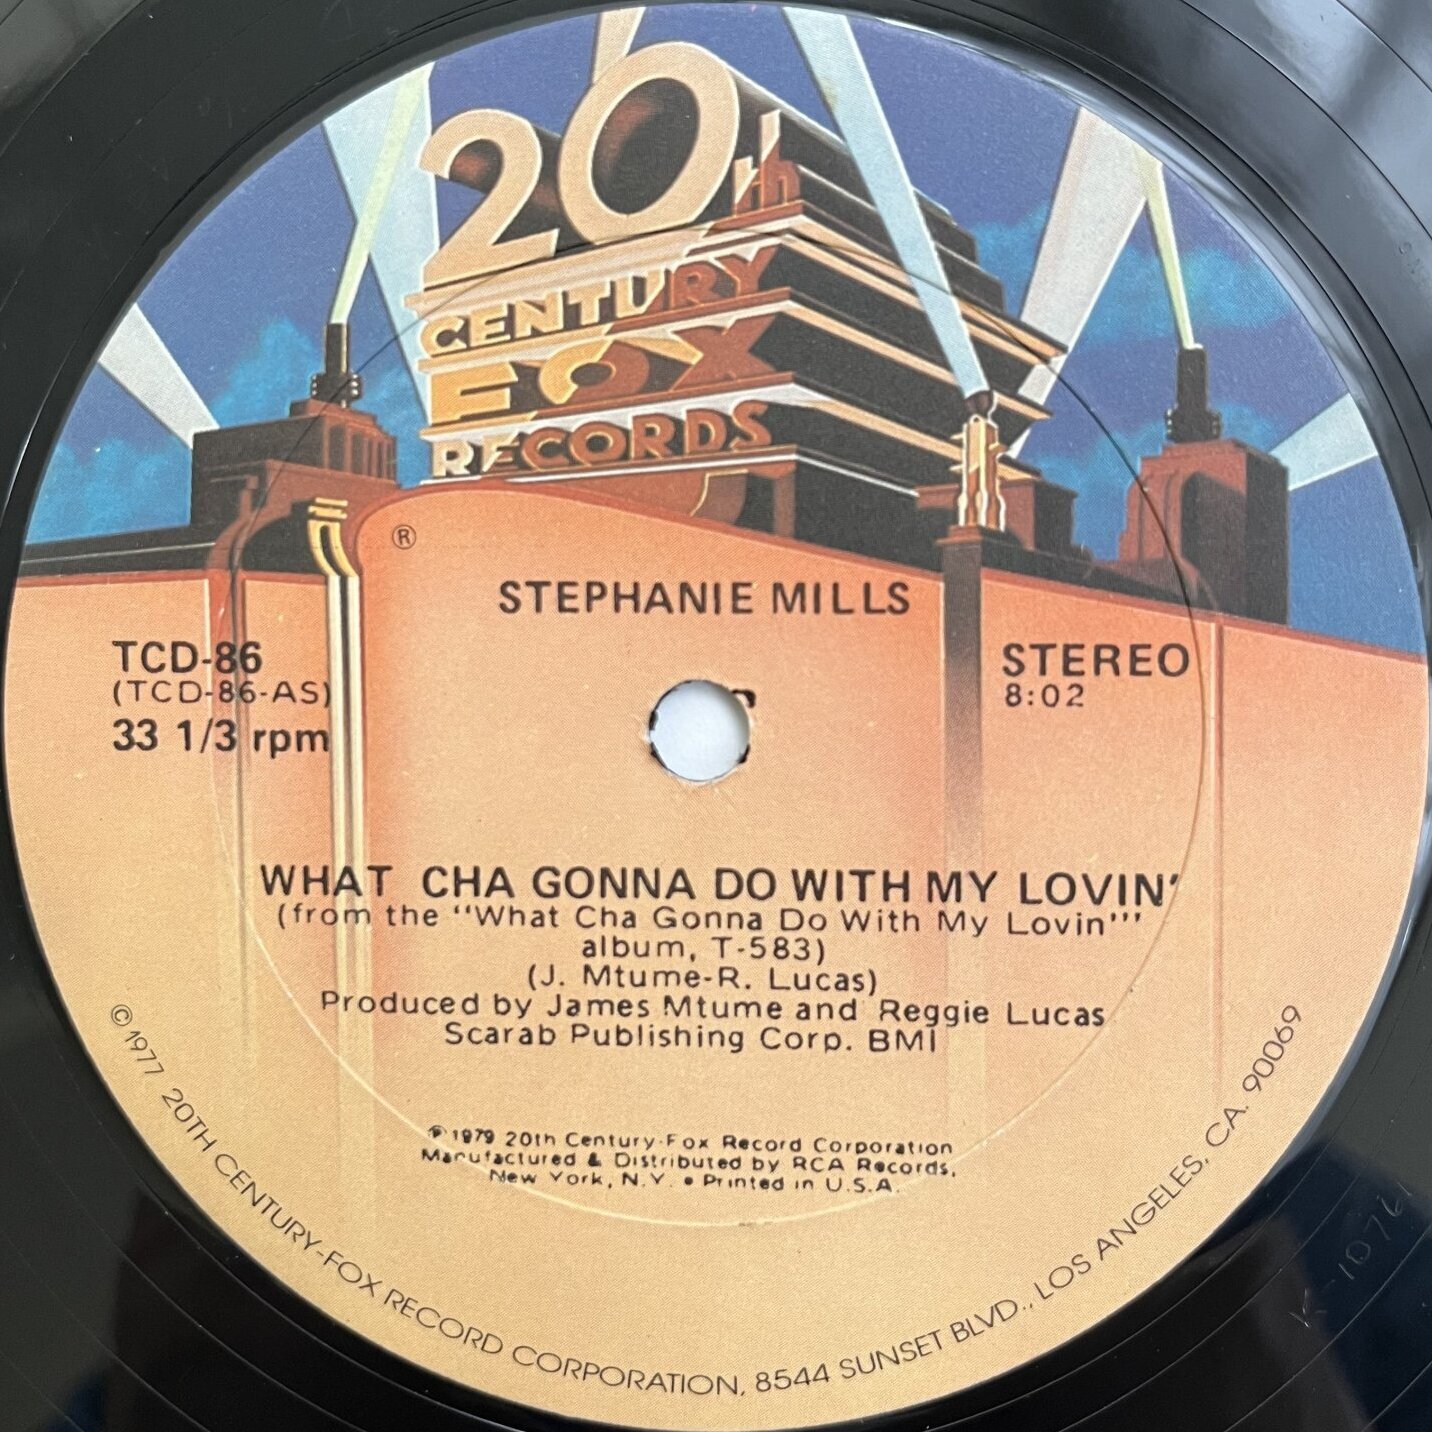 20th
CENTURY
FOX
RECORDS
®
STEPHANIE MILLS
TCD-86
(TCD-86-AS)
33 1/3 rpm
STEREO
8:02
WHAT CHA GONNA DO WITH MY LOVIN'
(from the "What Cha Gonna Do With My Lovin'"
album, T-583)
(J. Mtume-R. Lucas)
Produced by James Mtume and Reggie Lucas
Scarab Publishing Corp. BMI
℗1979 20th Century-Fox Record Corporation
Manufactured & Distributed by RCA Records,
New York, N.Y. • Printed in U.S.A.
©1977 20TH CENTURY-FOX RECORD CORPORATION, 8544 SUNSET BLVD., LOS ANGELES, CA. 90069